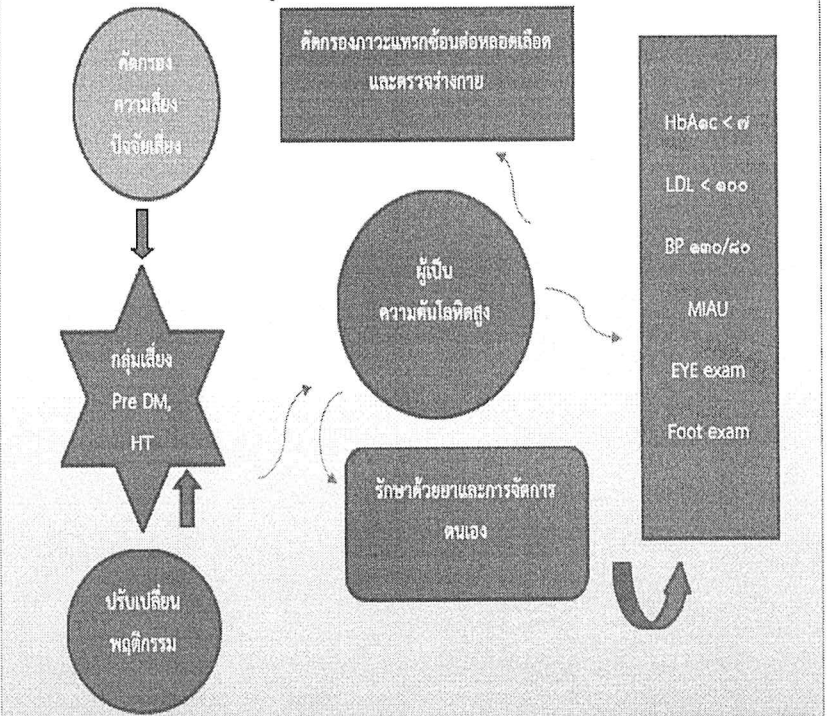 คัดกรอง
ความเสี่ยง
ปัจจัยเสี่ยง
กลุ่มเสี่ยง
Pre DM,
HT
ปรับเปลี่ยน
พฤติกรรม
คัดกรองภาวะแทรกซ้อนต่อหลอดเลือด
และตรวจร่างกาย
ผู้เป็น
ความดันโลหิตสูง
รักษาด้วยยาและการจัดการ
ตนเอง
HbA๑c < ๗
LDL < ๑๐๐
BP ๑๓๐/๘๐
MIAU
EYE exam
Foot exam